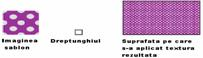 Imaginea
sablon
Dreptunghiul
Suprafata pe care
s-a aplicat textura
rezultata